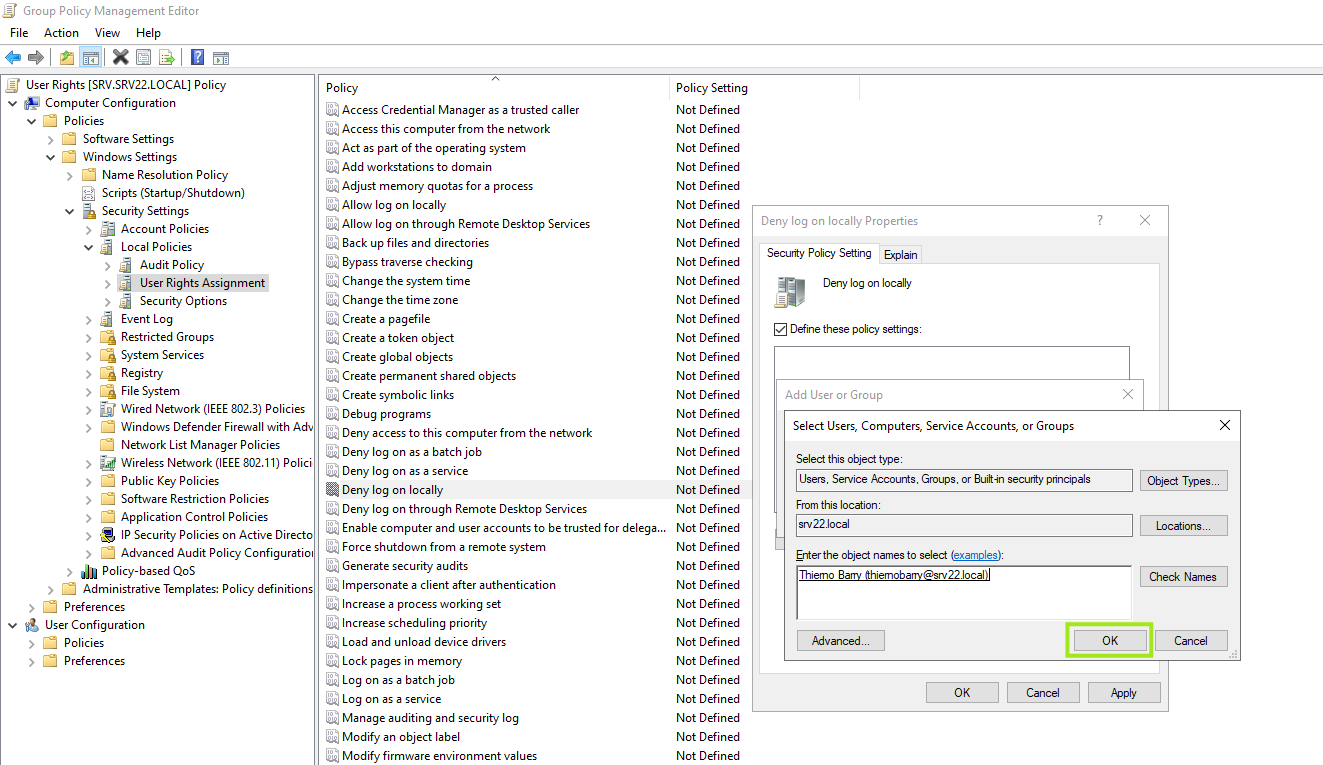 Group Policy Management Editor
File Action View Help
User Rights [SRV.SRV22.LOCAL] Policy
Computer Configuration
Policies
Software Settings
Windows Settings
Name Resolution Policy
Scripts (Startup/Shutdown)
Security Settings
Account Policies
Local Policies
Audit Policy
User Rights Assignment
Security Options
Event Log
Restricted Groups
System Services
Registry
File System
Wired Network (IEEE 802.3) Policies
Windows Defender Firewall with Adv
Network List Manager Policies
Wireless Network (IEEE 802.11) Polici
Public Key Policies
Software Restriction Policies
Application Control Policies
IP Security Policies on Active Directo
Advanced Audit Policy Configuration
Policy-based QoS
Administrative Templates: Policy definitions
Preferences
User Configuration
Policies
Preferences
Policy Policy Setting
Access Credential Manager as a trusted caller Not Defined
Access this computer from the network Not Defined
Act as part of the operating system Not Defined
Add workstations to domain Not Defined
Adjust memory quotas for a process Not Defined
Allow log on locally Not Defined
Allow log on through Remote Desktop Services Not Defined
Back up files and directories Not Defined
Bypass traverse checking Not Defined
Change the system time Not Defined
Change the time zone Not Defined
Create a pagefile Not Defined
Create a token object Not Defined
Create global objects Not Defined
Create permanent shared objects Not Defined
Create symbolic links Not Defined
Debug programs Not Defined
Deny access to this computer from the network Not Defined
Deny log on as a batch job Not Defined
Deny log on as a service Not Defined
Deny log on locally Not Defined
Deny log on through Remote Desktop Services Not Defined
Enable computer and user accounts to be trusted for delega... Not Defined
Force shutdown from a remote system Not Defined
Generate security audits Not Defined
Impersonate a client after authentication Not Defined
Increase a process working set Not Defined
Increase scheduling priority Not Defined
Load and unload device drivers Not Defined
Lock pages in memory Not Defined
Log on as a batch job Not Defined
Log on as a service Not Defined
Manage auditing and security log Not Defined
Modify an object label Not Defined
Modify firmware environment values Not Defined
Deny log on locally Properties ?
Security Policy Setting Explain
Deny log on locally
Define these policy settings:
Add User or Group
Select Users, Computers, Service Accounts, or Groups
Select this object type:
Users, Service Accounts, Groups, or Built-in security principals Object Types...
From this location:
srv22.local Locations...
Enter the object names to select (examples):
Thierno Barry (thiernobarry@srv22.local) Check Names
Advanced... OK Cancel
OK Cancel Apply